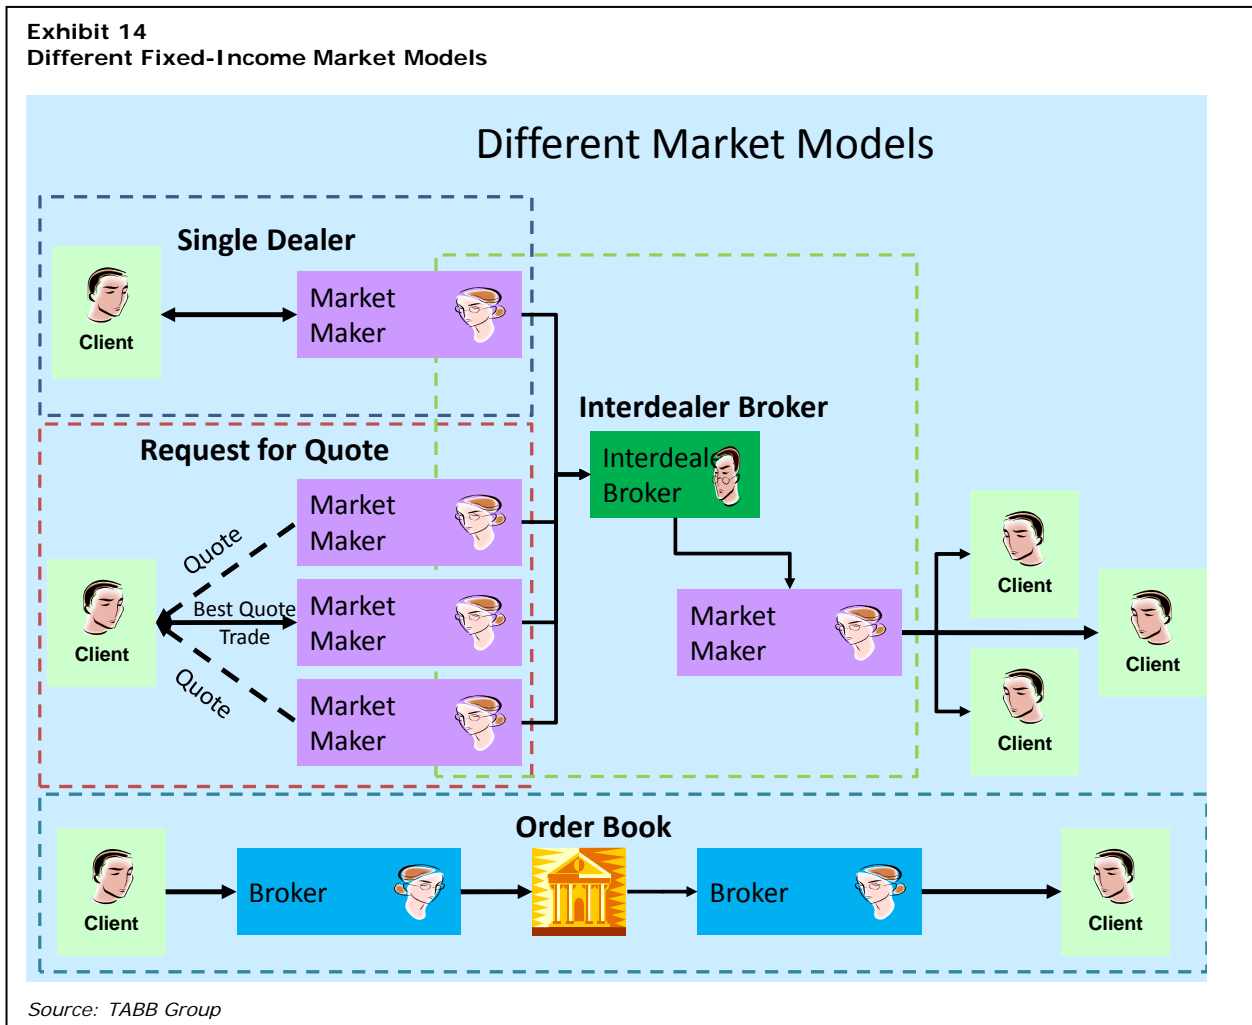 Exhibit 14
Different Fixed-Income Market Models
Different Market Models
Single Dealer
Client
Market
Maker
Request for Quote
Client
Quote
Best Quote
Trade
Quote
Market
Maker
Market
Maker
Market
Maker
Interdealer Broker
Interdealer
Broker
Market
Maker
Client
Client
Client
Order Book
Client
Broker
Broker
Client
Source: TABB Group